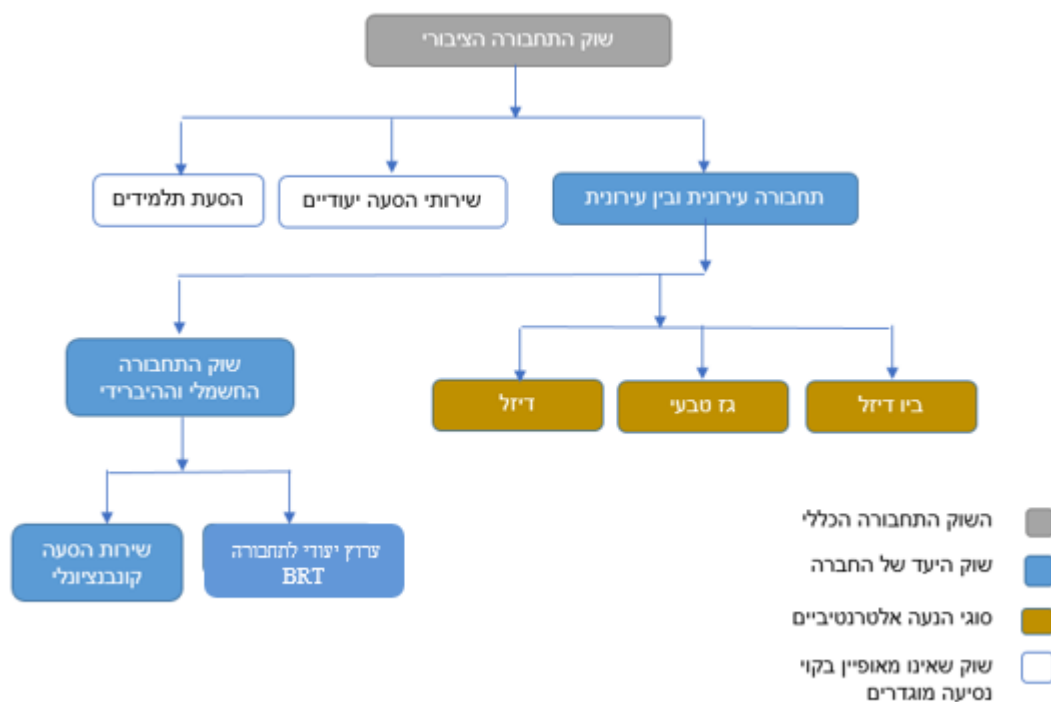 שוק התחבורה הציבורי
תחבורה עירונית ובין עירונית
שירותי הסעה יעודיים
הסעת תלמידים
שוק התחבורה
החשמלי וההיברידי
ביו דיזל
גז טבעי
דיזל
ערוץ יעודי לתחבורה
BRT
שירות הסעה
קונבנציונלי
השוק התחבורה הכללי
שוק היעד של החברה
סוגי הנעה אלטרנטיביים
שוק שאינו מאופיין בקוי
נסיעה מוגדרים